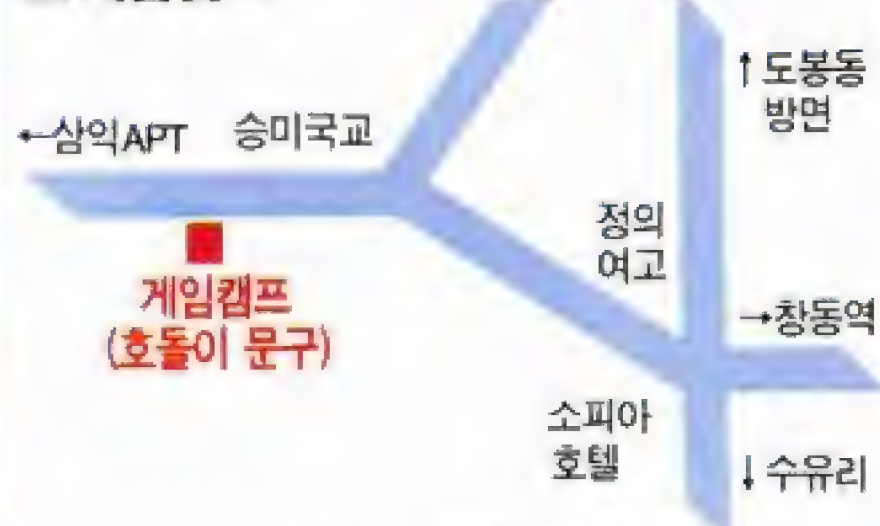 ↑도봉동
방면
←삼익APT 숭미국교
정의
여고
게임캠프
(호돌이 문구)
→창동역
소피아
호텔
↓수유리